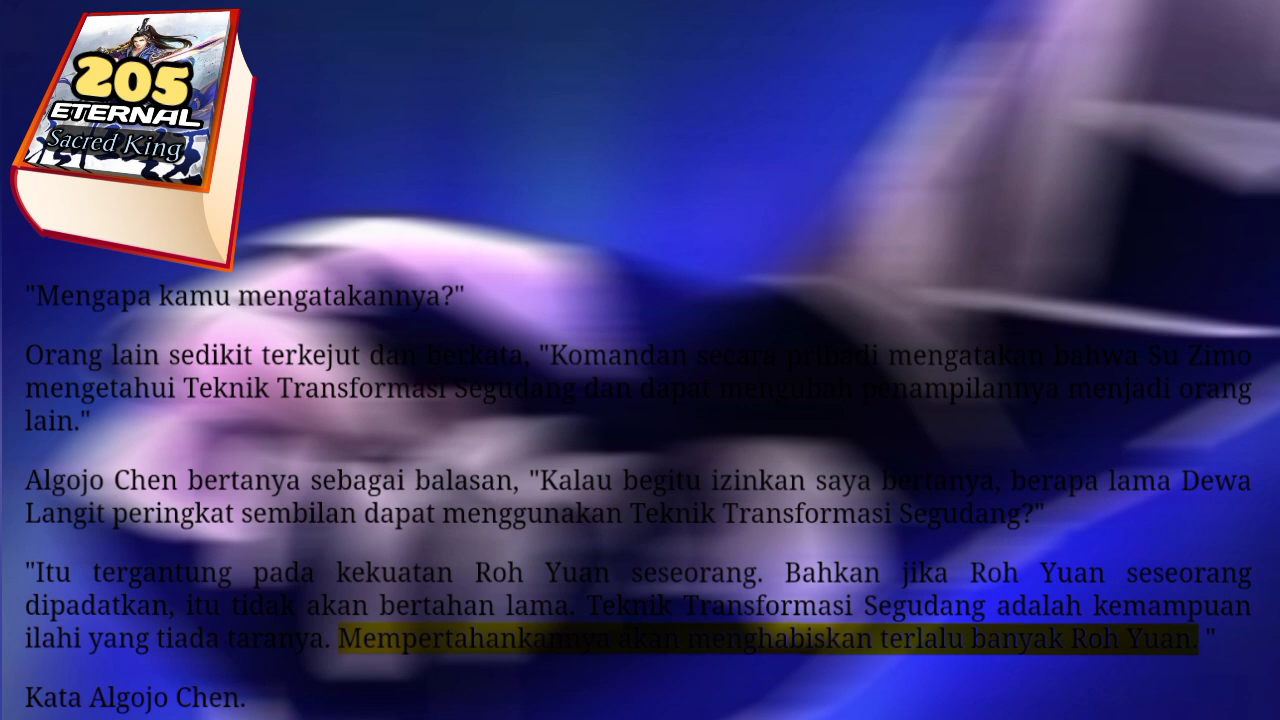 205
ETERNAL
Sacred King
"Mengapa kamu mengatakannya?"
Orang lain sedikit terkejut dan berkata, "Komandan secara pribadi mengatakan bahwa Su Zimo
mengetahui Teknik Transformasi Segudang dan dapat mengubah penampilannya menjadi orang
lain."
Algojo Chen bertanya sebagai balasan, "Kalau begitu izinkan saya bertanya, berapa lama Dewa
Langit peringkat sembilan dapat menggunakan Teknik Transformasi Segudang?"
"Itu tergantung pada kekuatan Roh Yuan seseorang. Bahkan jika Roh Yuan seseorang
dipadatkan, itu tidak akan bertahan lama. Teknik Transformasi Segudang adalah kemampuan
ilahi yang tiada taranya. Mempertahankannya akan menghabiskan terlalu banyak Roh Yuan. "
Kata Algojo Chen.